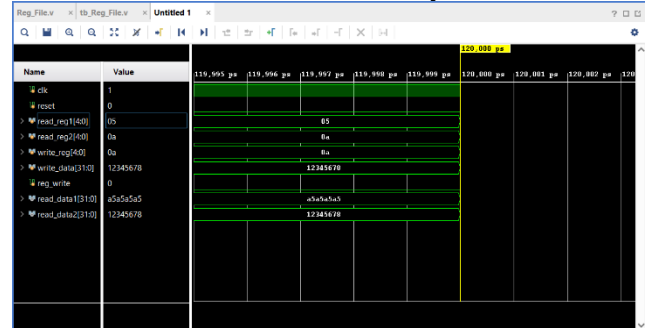 Reg_File.v × tb_Reg_File.v × Untitled 1 ×
120,000 ps
Name Value 119,995 ps 119,996 ps 119,997 ps 119,998 ps 119,999 ps 120,000 ps 120,001 ps 120,002 ps 120
clk 1
reset 0
read_reg1[4:0] 05 05
read_reg2[4:0] 0a 0a
write_reg[4:0] 0a 0a
write_data[31:0] 12345678 12345678
reg_write 0
read_data1[31:0] a5a5a5a5 a5a5a5a5
read_data2[31:0] 12345678 12345678